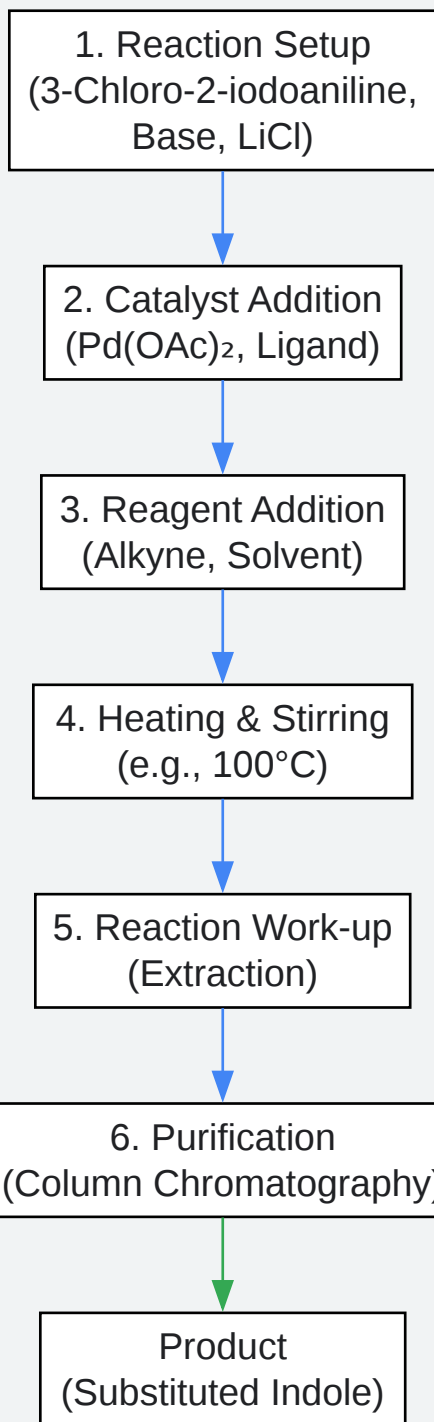 1. Reaction Setup
(3-Chloro-2-iodoaniline,
Base, LiCl)
2. Catalyst Addition
(Pd(OAc)₂, Ligand)
3. Reagent Addition
(Alkyne, Solvent)
4. Heating & Stirring
(e.g., 100°C)
5. Reaction Work-up
(Extraction)
6. Purification
(Column Chromatography)
Product
(Substituted Indole)